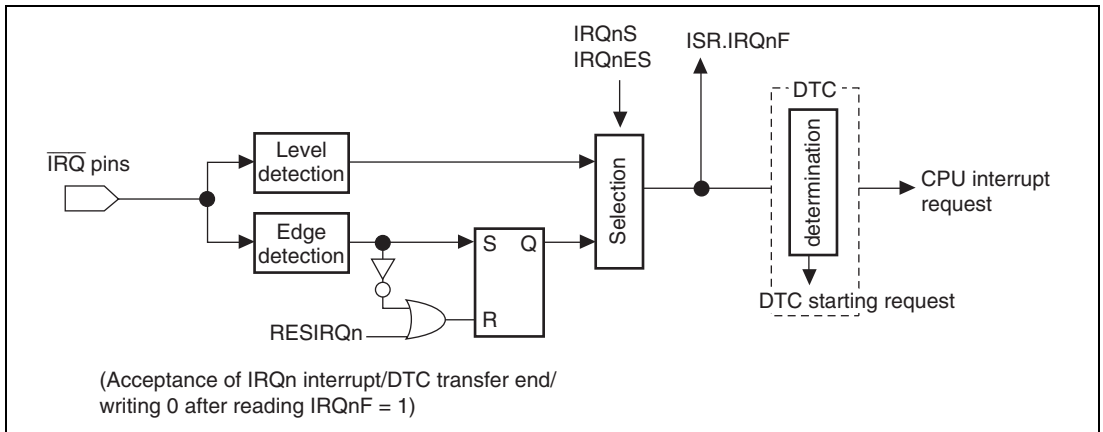 IRQnS
IRQnES
ISR.IRQnF
DTC
IRQ pins
Level
detection
Selection
determination
CPU interrupt
request
Edge
detection
S Q
R
DTC starting request
RESIRQn
(Acceptance of IRQn interrupt/DTC transfer end/
writing 0 after reading IRQnF = 1)